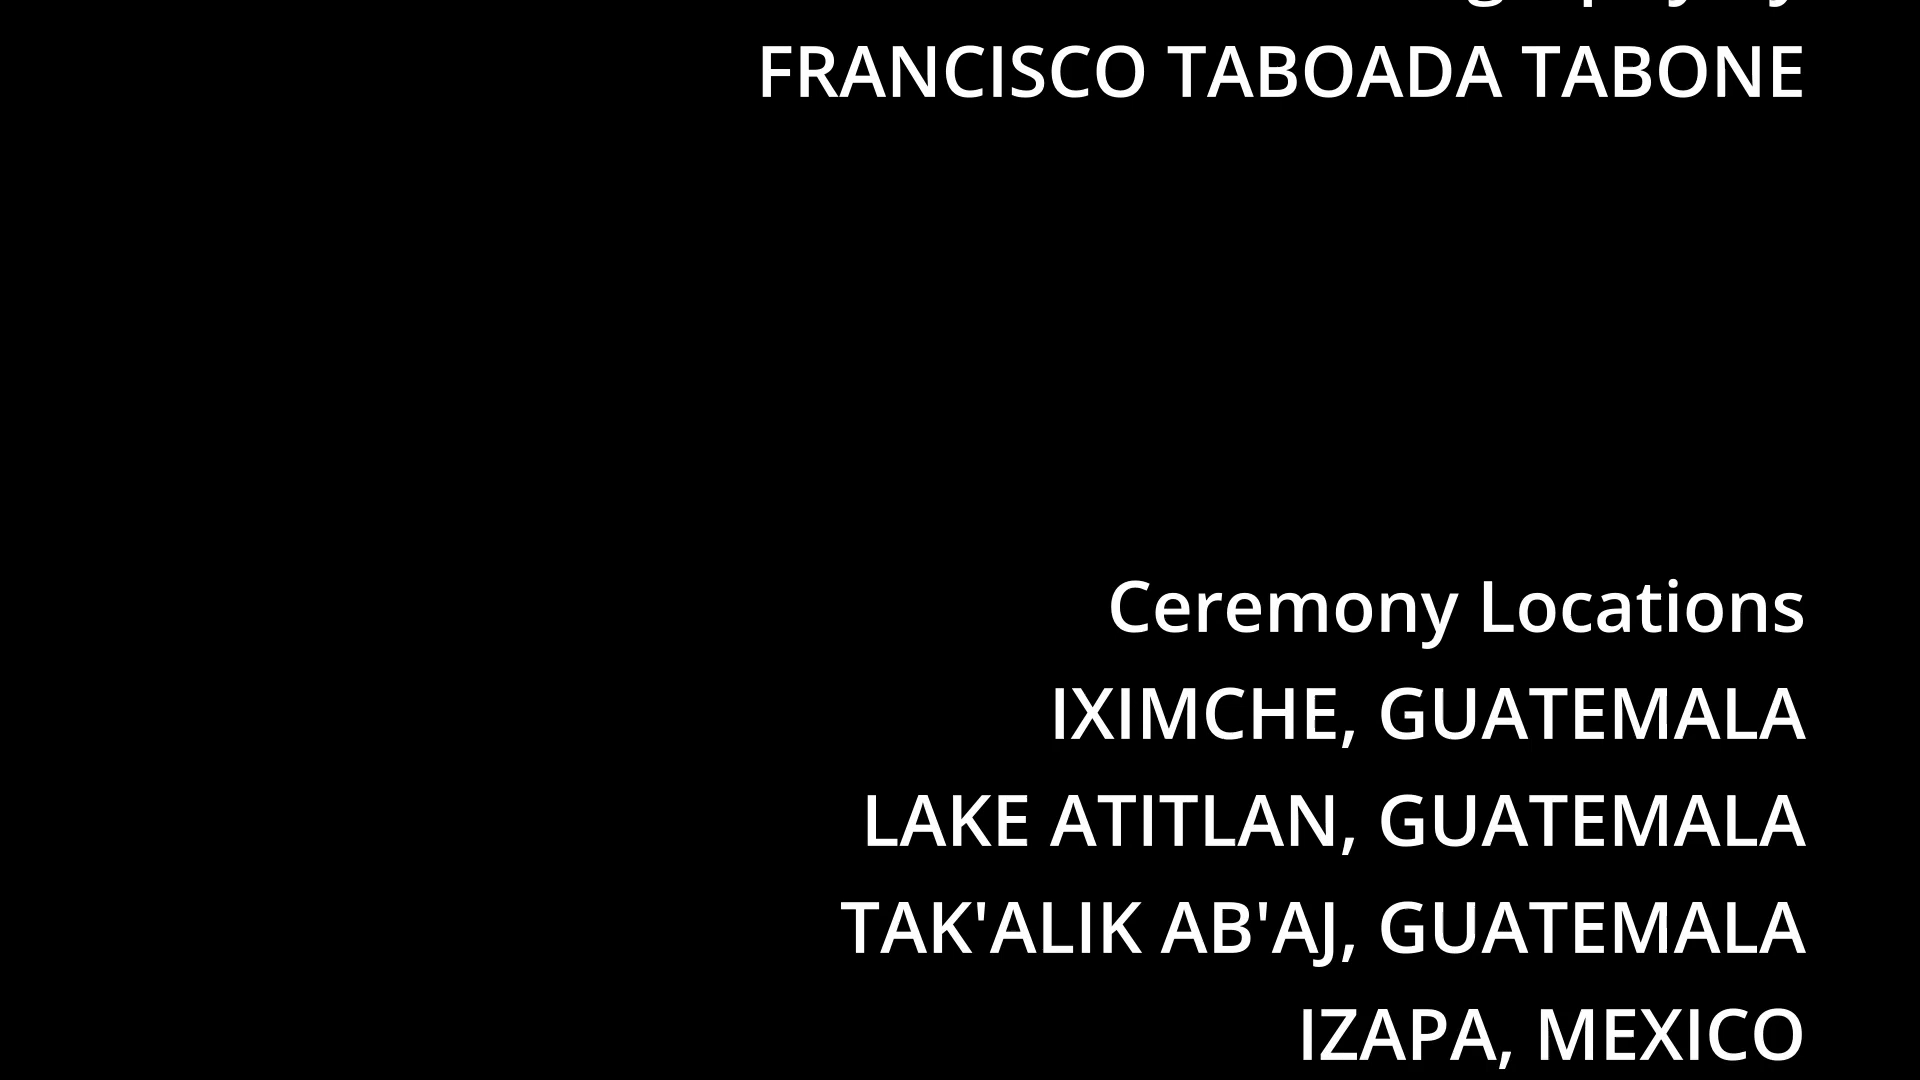 FRANCISCO TABOADA TABONE
Ceremony Locations
IXIMCHE, GUATEMALA
LAKE ATITLAN, GUATEMALA
TAK'ALIK AB'AJ, GUATEMALA
IZAPA, MEXICO